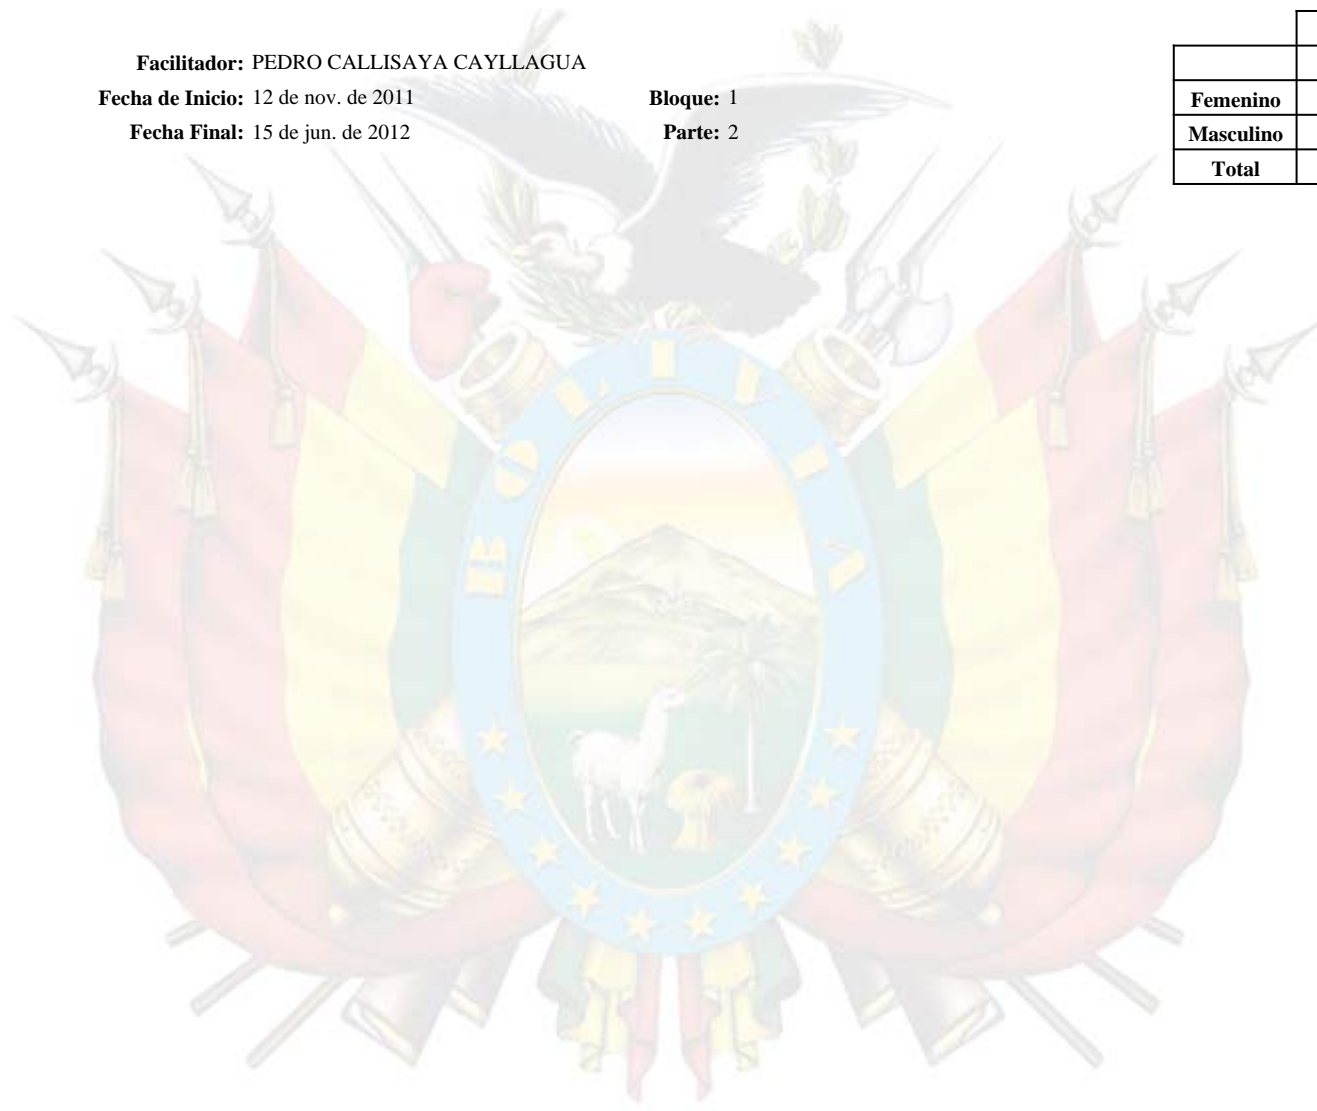 Facilitador: PEDRO CALLISAYA CAYLLAGUA
Fecha de Inicio: 12 de nov. de 2011 Bloque: 1
Fecha Final: 15 de jun. de 2012 Parte: 2
Femenino
Masculino
Total
BOLIVIA